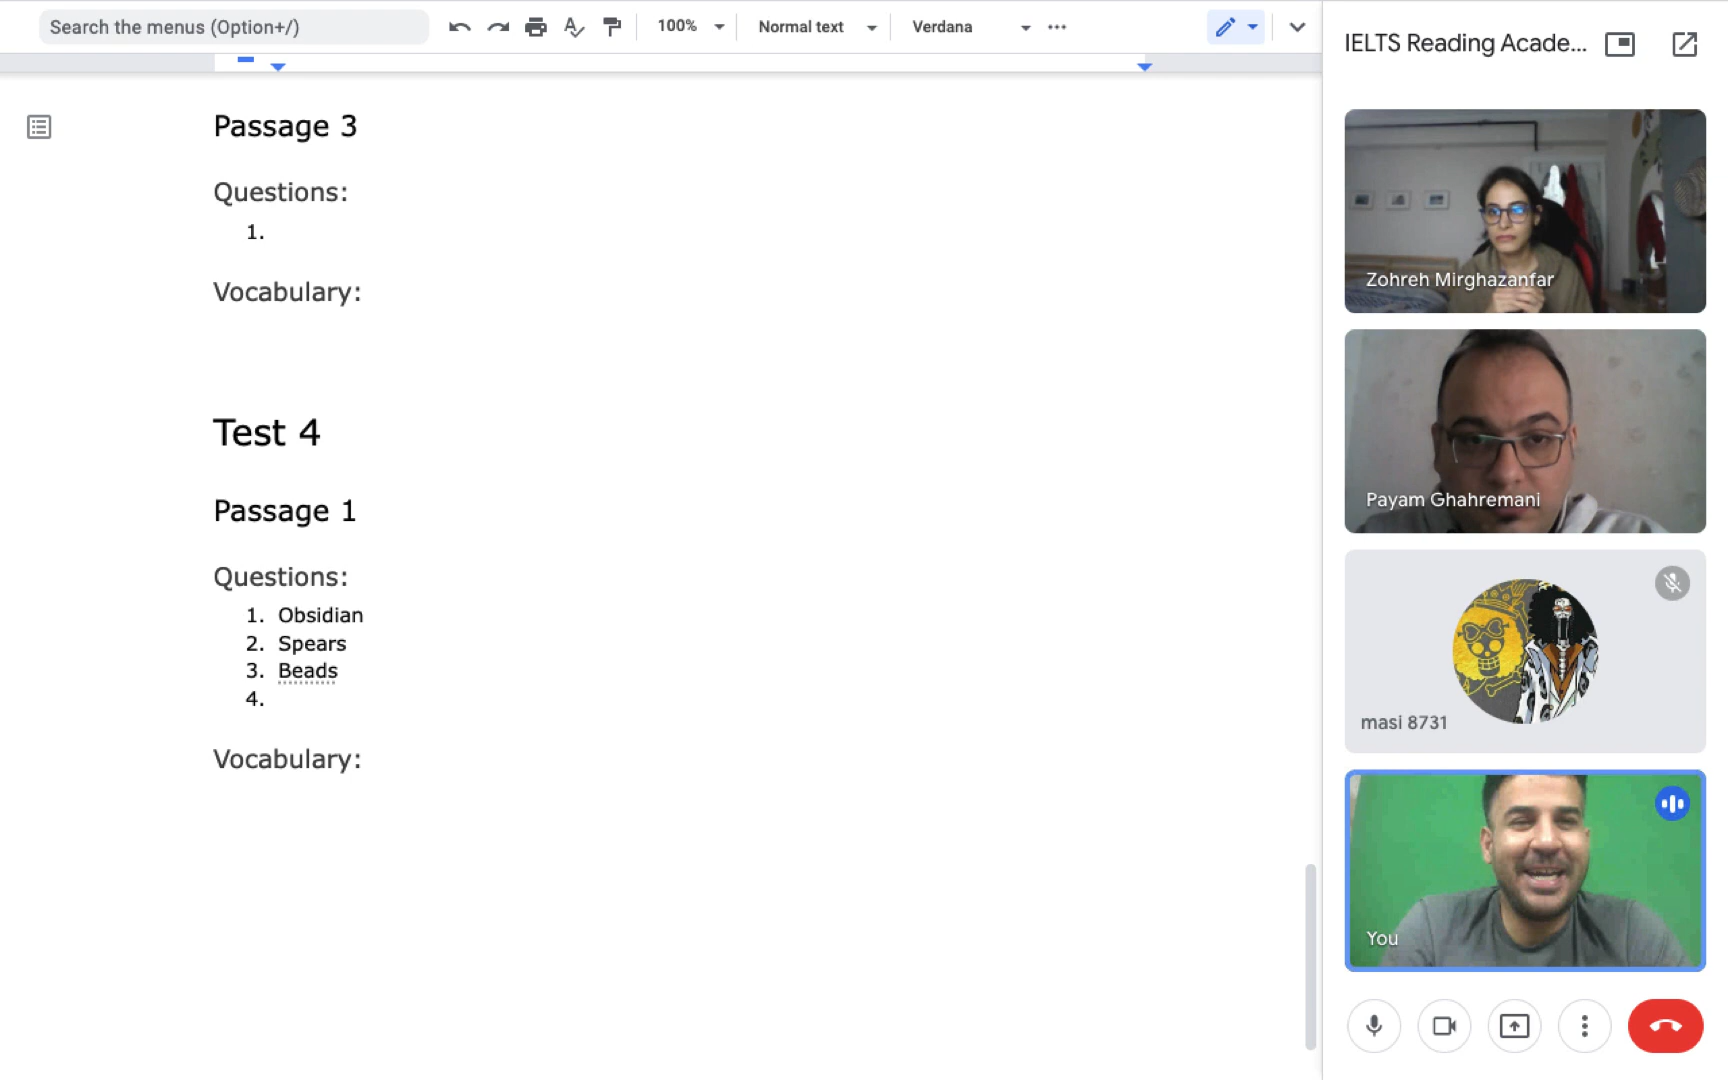 Search the menus (Option+/)
100%
Normal text
Verdana
IELTS Reading Acade...
Passage 3
Questions:
1.
Vocabulary:
Test 4
Passage 1
Questions:
1. Obsidian
2. Spears
3. Beads
4.
Vocabulary:
Zohreh Mirghazanfar
Payam Ghahremani
masi 8731
You